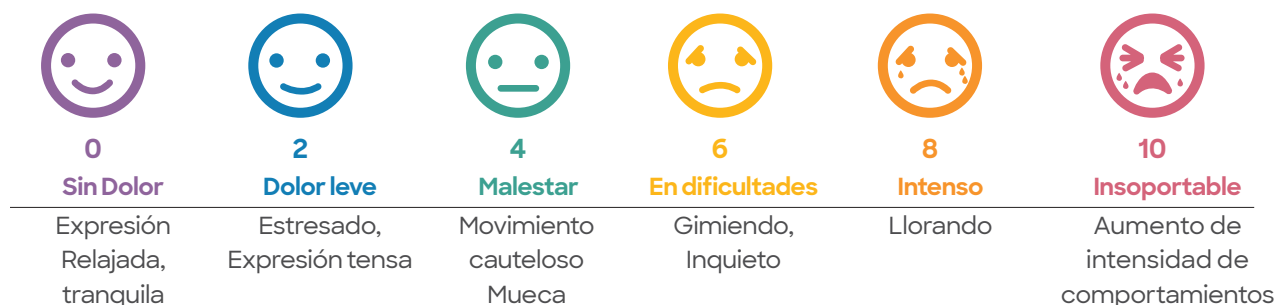 0
Sin Dolor
Expresión
Relajada,
tranquila
2
Dolor leve
Estresado,
Expresión tensa
4
Malestar
Movimiento
cauteloso
Mueca
6
En dificultades
Gimiendo,
Inquieto
8
Intenso
Llorando
10
Insoportable
Aumento de
intensidad de
comportamientos